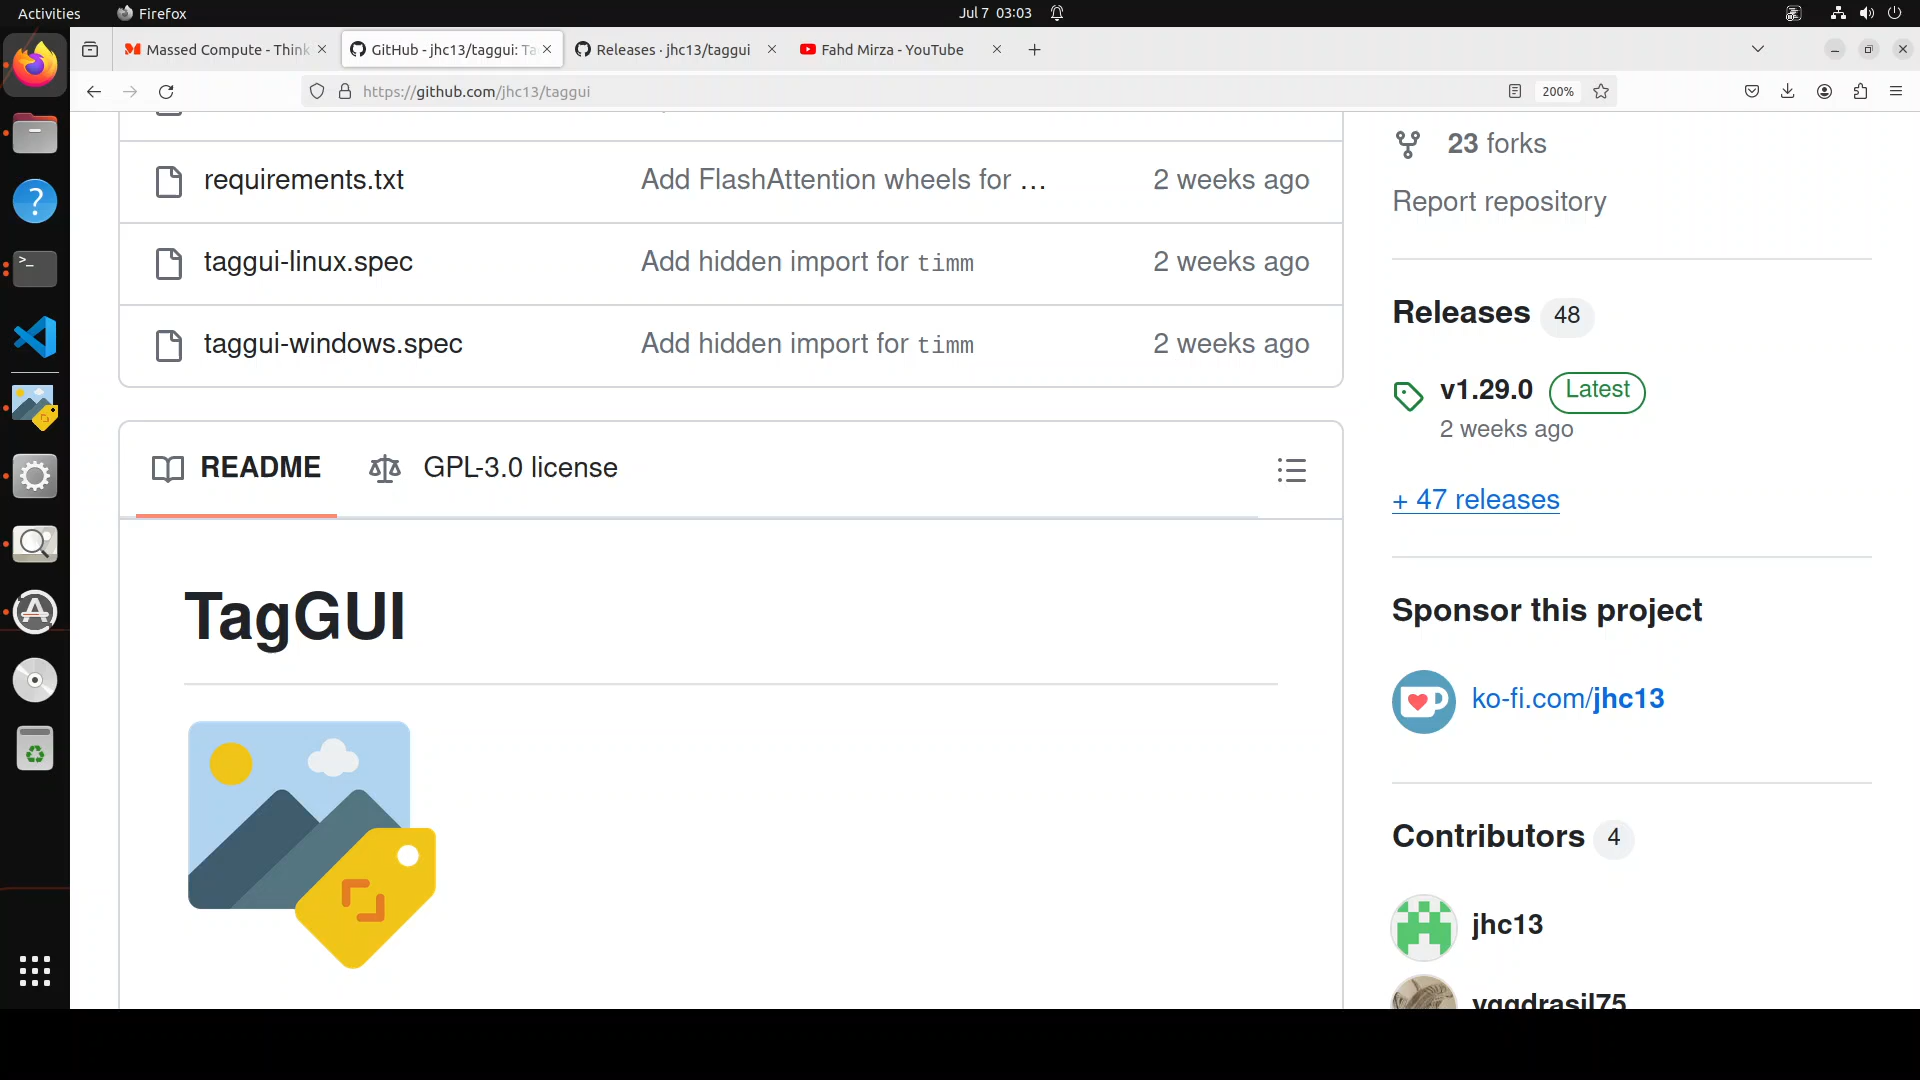 Activities
Firefox
Jul 7 03:03
Massed Compute - Think
GitHub - jhc13/taggui: Ta
Releases · jhc13/taggui
Fahd Mirza - YouTube
https://github.com/jhc13/taggui
200%
23 forks
requirements.txt
Add FlashAttention wheels for …
2 weeks ago
Report repository
taggui-linux.spec
Add hidden import for timm
2 weeks ago
Releases 48
taggui-windows.spec
Add hidden import for timm
2 weeks ago
v1.29.0 Latest
2 weeks ago
README
GPL-3.0 license
+ 47 releases
TagGUI
Sponsor this project
ko-fi.com/jhc13
Contributors 4
jhc13
yggdrasil75